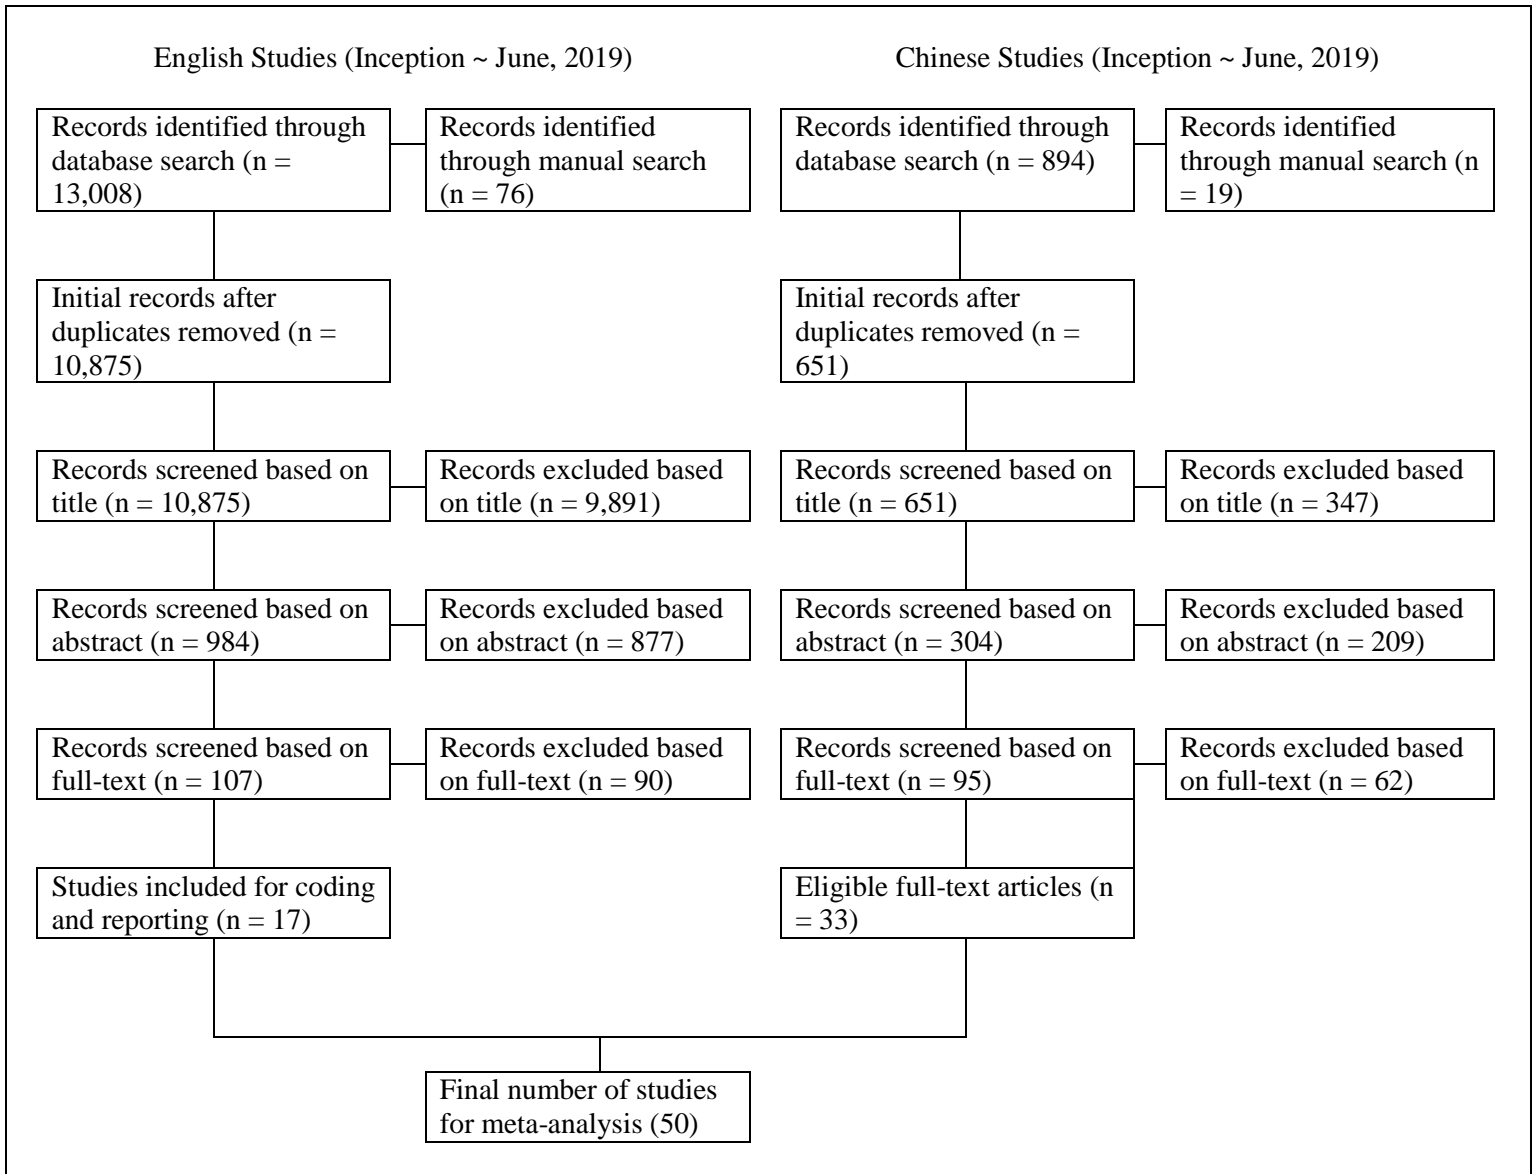 English Studies (Inception ~ June, 2019)
Chinese Studies (Inception ~ June, 2019)
Records identified through
database search (n =
13,008)
Records identified
through manual search
(n = 76)
Records identified through
database search (n = 894)
Records identified
through manual search (n
= 19)
Initial records after
duplicates removed (n =
10,875)
Initial records after
duplicates removed (n =
651)
Records screened based on
title (n = 10,875)
Records excluded based
on title (n = 9,891)
Records screened based on
title (n = 651)
Records excluded based
on title (n = 347)
Records screened based on
abstract (n = 984)
Records excluded based
on abstract (n = 877)
Records screened based on
abstract (n = 304)
Records excluded based
on abstract (n = 209)
Records screened based on
full-text (n = 107)
Records excluded based
on full-text (n = 90)
Records screened based on
full-text (n = 95)
Records excluded based
on full-text (n = 62)
Studies included for coding
and reporting (n = 17)
Eligible full-text articles (n
= 33)
Final number of studies
for meta-analysis (50)